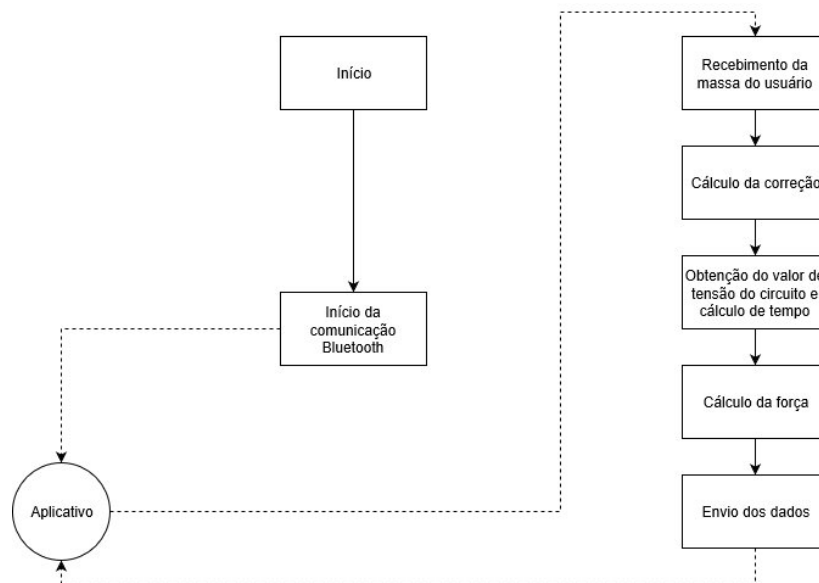 Início
Início da
comunicação
Bluetooth
Aplicativo
Recebimento da
massa do usuário
Cálculo da correção
Obtenção do valor de
tensão do circuito e
cálculo de tempo
Cálculo da força
Envio dos dados